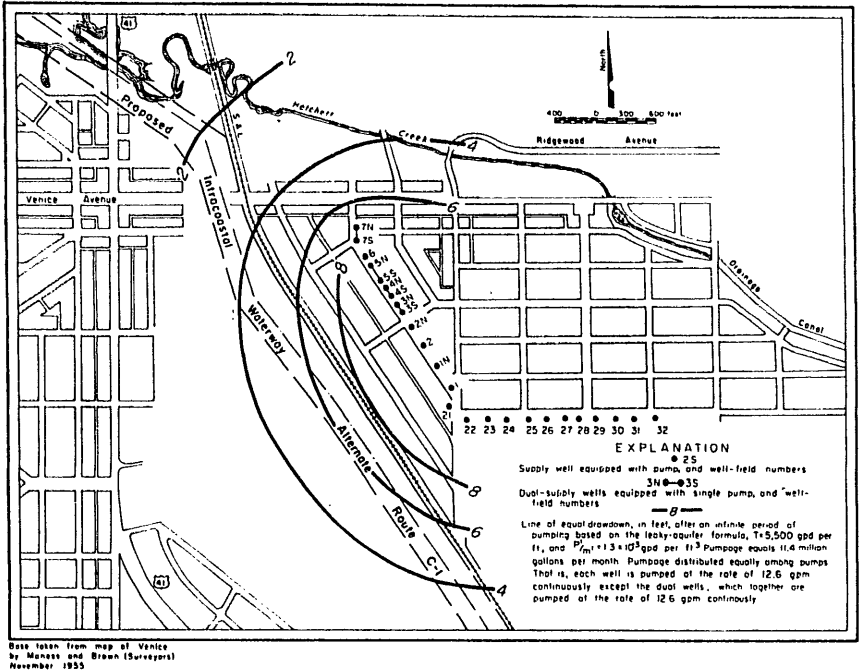 41
2
North
Hatchett
Creek
4
400 0 300 600 feet
Ridgewood Avenue
Proposed
S.A.L.
2
Venice Avenue
Intracoastal
6
7N
7S
6
5N
5S
4N
4S
3N
3S
8
2N
2
1N
1
21
Drainage
Canal
Waterway
22 23 24 25 26 27 28 29 30 31 32
Alternate
Route
C-1
8
6
4
41
EXPLANATION
2S
Supply well equipped with pump, and well-field numbers
3N 3S
Dual-supply wells equipped with single pump, and well-
field numbers
8
Line of equal drawdown, in feet, after an infinite period of
pumping based on the leaky-aquifer formula, T=5,500 gpd per
ft, and P'/m'=1.3x10⁻³ gpd per ft³ Pumpage equals 11.4 million
gallons per month Pumpage distributed equally among pumps
That is, each well is pumped at the rate of 12.6 gpm
continuously except the dual wells, which together are
pumped at the rate of 12.6 gpm continously
Base taken from map of Venice
by Maness and Brown (Surveyors)
November 1955